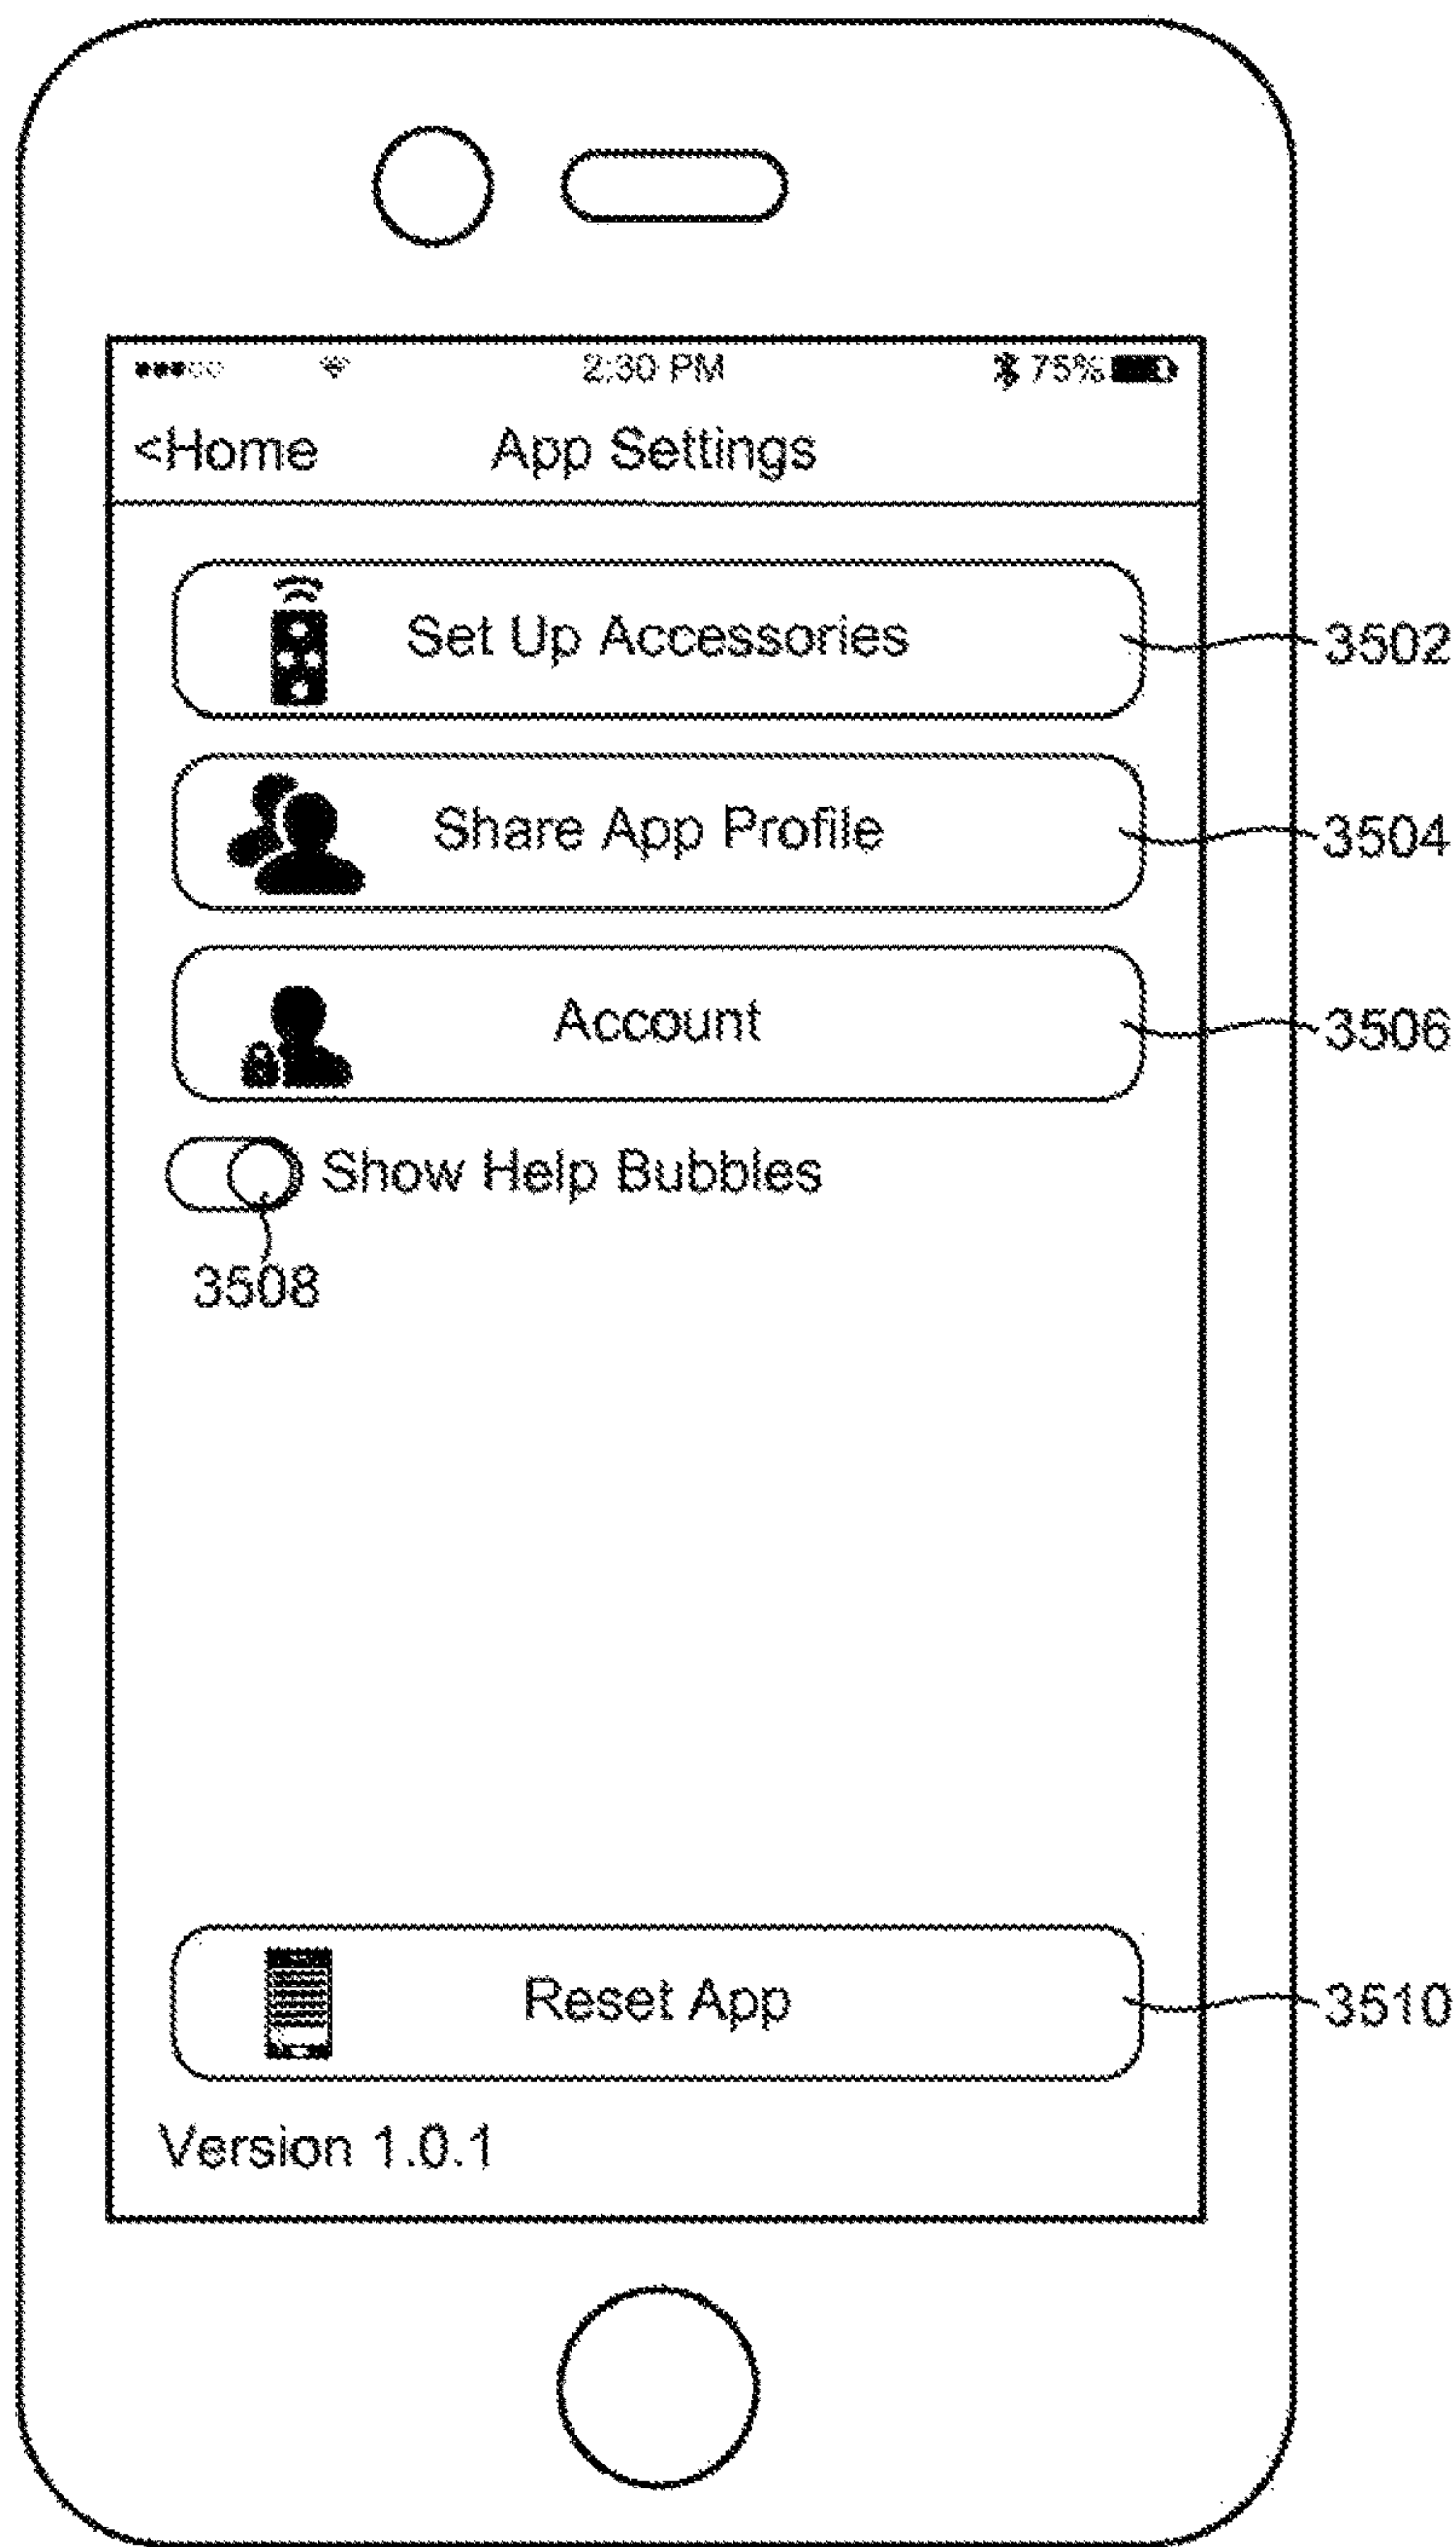 2:30 PM 75%
<Home App Settings
Set Up Accessories 3502
Share App Profile 3504
Account 3506
Show Help Bubbles
3508
Reset App 3510
Version 1.0.1